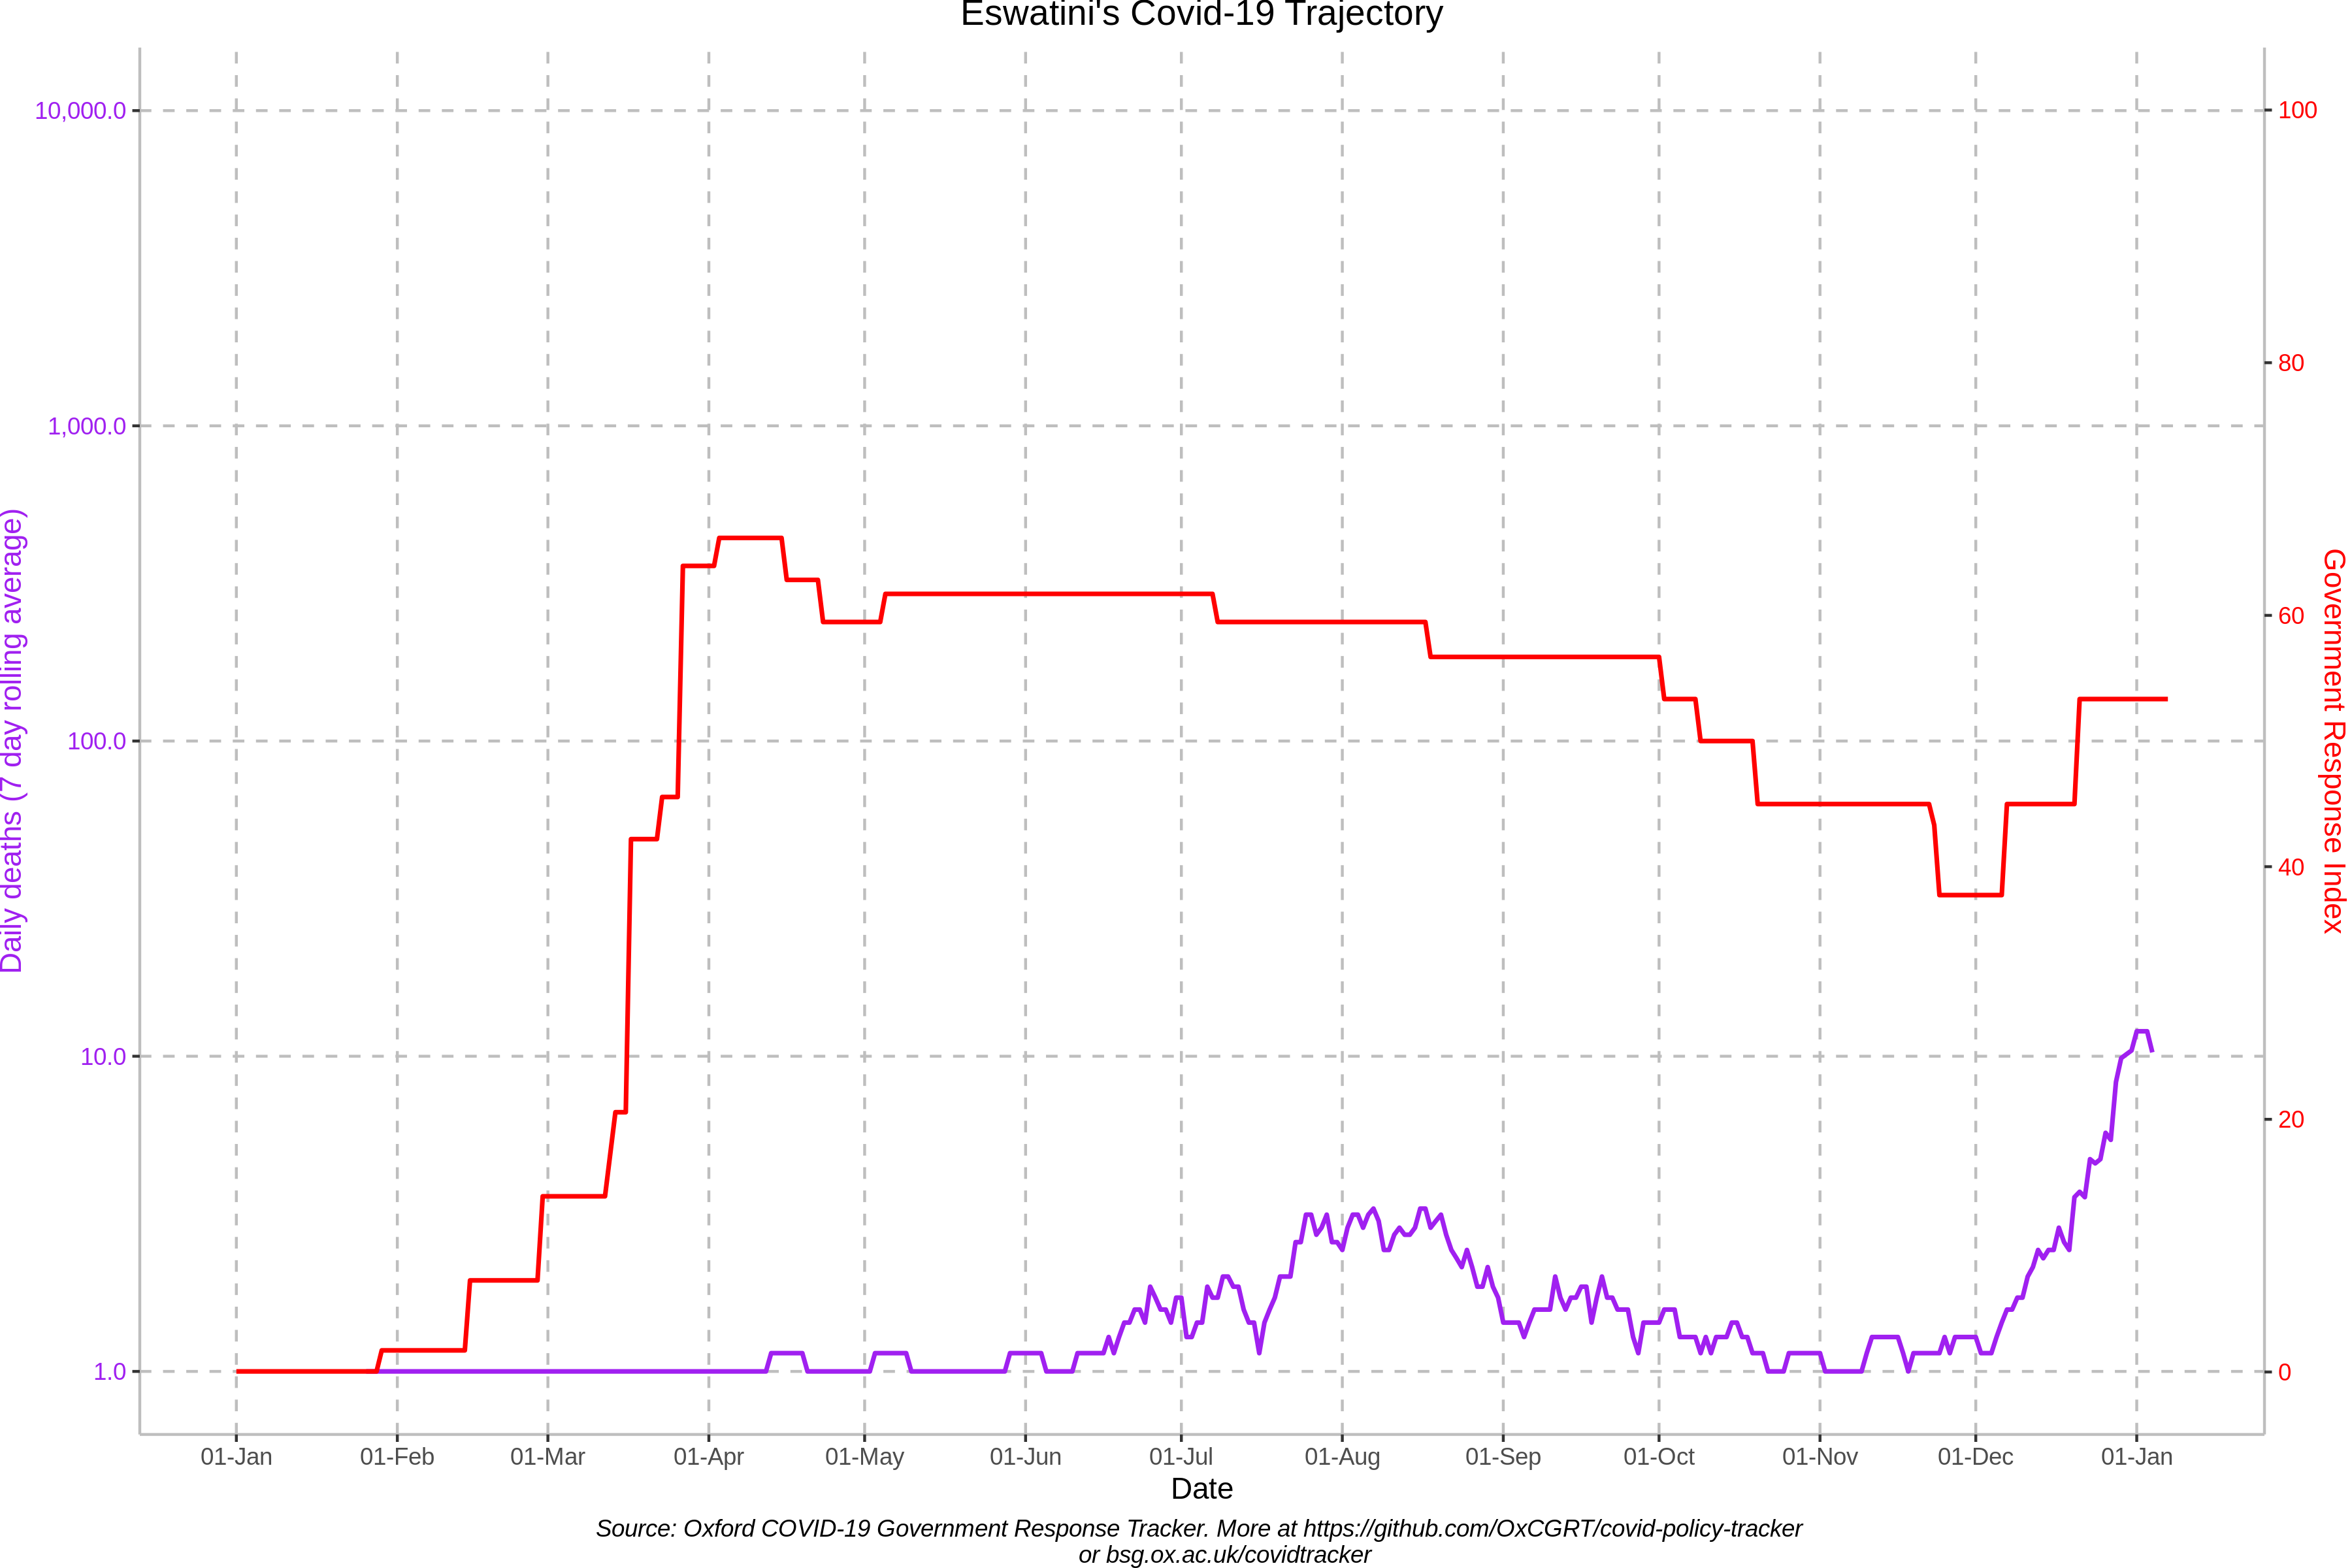 Eswatini's Covid-19 Trajectory
10,000.0
1,000.0
100.0
10.0
1.0
Daily deaths (7 day rolling average)
100
80
60
40
20
0
Government Response Index
01-Jan 01-Feb 01-Mar 01-Apr 01-May 01-Jun 01-Jul 01-Aug 01-Sep 01-Oct 01-Nov 01-Dec 01-Jan
Date
Source: Oxford COVID-19 Government Response Tracker. More at https://github.com/OxCGRT/covid-policy-tracker
or bsg.ox.ac.uk/covidtracker